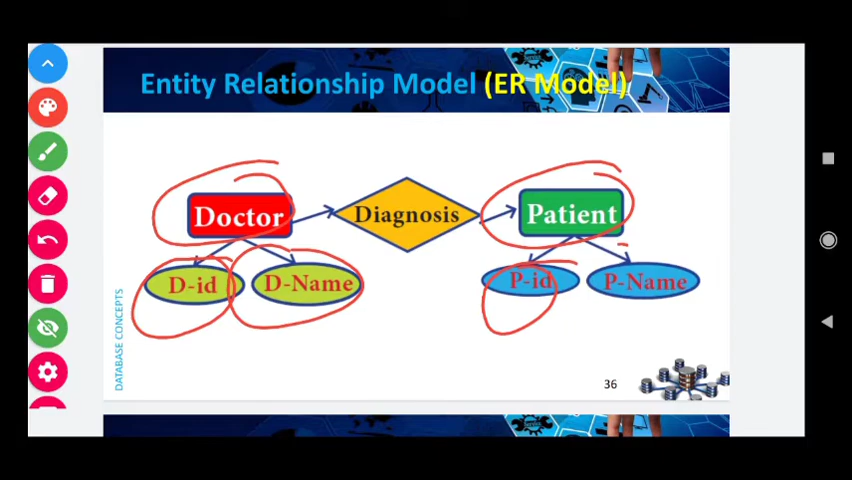 Entity Relationship Model (ER Model)
Doctor
Diagnosis
Patient
D-id
D-Name
P-id
P-Name
DATABASE CONCEPTS
36